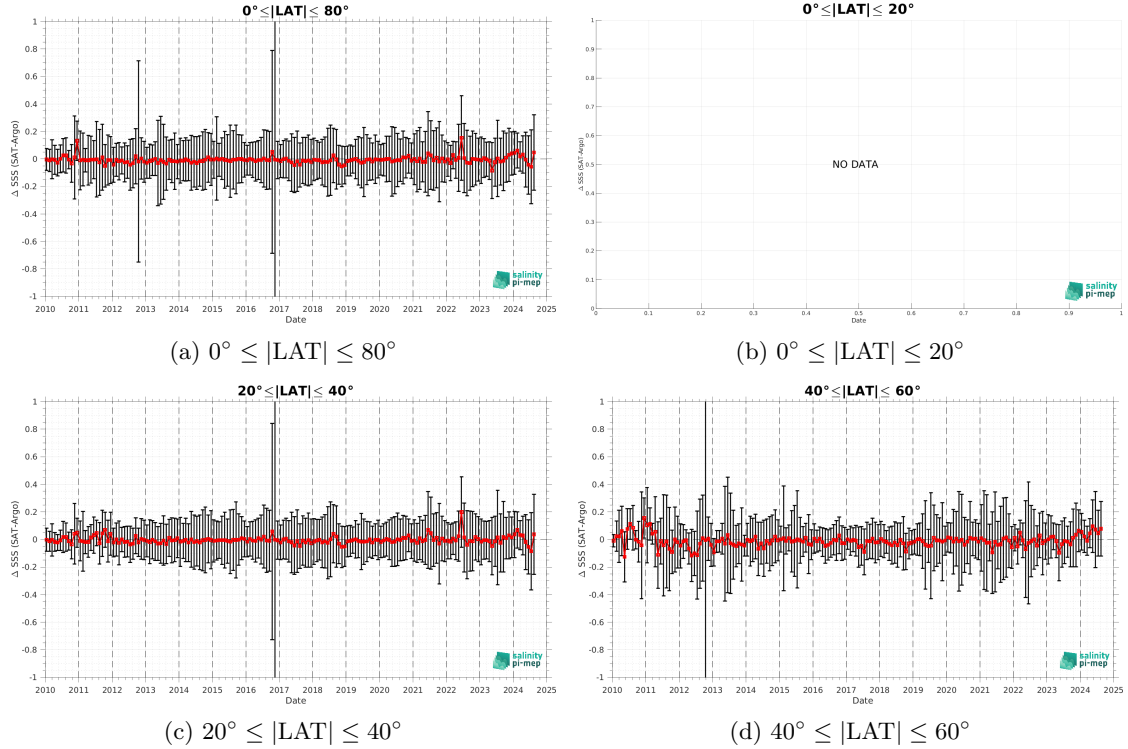 0°≤|LAT|≤ 80°
Δ SSS (SAT-Argo)
1
0.8
0.6
0.4
0.2
0
-0.2
-0.4
-0.6
-0.8
-1
2010 2011 2012 2013 2014 2015 2016 2017 2018 2019 2020 2021 2022 2023 2024 2025
Date
salinity
pi-mep
(a) 0° ≤ |LAT| ≤ 80°
0°≤|LAT|≤ 20°
Δ SSS (SAT-Argo)
1
0.9
0.8
0.7
0.6
0.5
0.4
0.3
0.2
0.1
0
NO DATA
0 0.1 0.2 0.3 0.4 0.5 0.6 0.7 0.8 0.9 1
Date
salinity
pi-mep
(b) 0° ≤ |LAT| ≤ 20°
20°≤|LAT|≤ 40°
Δ SSS (SAT-Argo)
1
0.8
0.6
0.4
0.2
0
-0.2
-0.4
-0.6
-0.8
-1
2010 2011 2012 2013 2014 2015 2016 2017 2018 2019 2020 2021 2022 2023 2024 2025
Date
salinity
pi-mep
(c) 20° ≤ |LAT| ≤ 40°
40°≤|LAT|≤ 60°
Δ SSS (SAT-Argo)
1
0.8
0.6
0.4
0.2
0
-0.2
-0.4
-0.6
-0.8
-1
2010 2011 2012 2013 2014 2015 2016 2017 2018 2019 2020 2021 2022 2023 2024 2025
Date
salinity
pi-mep
(d) 40° ≤ |LAT| ≤ 60°